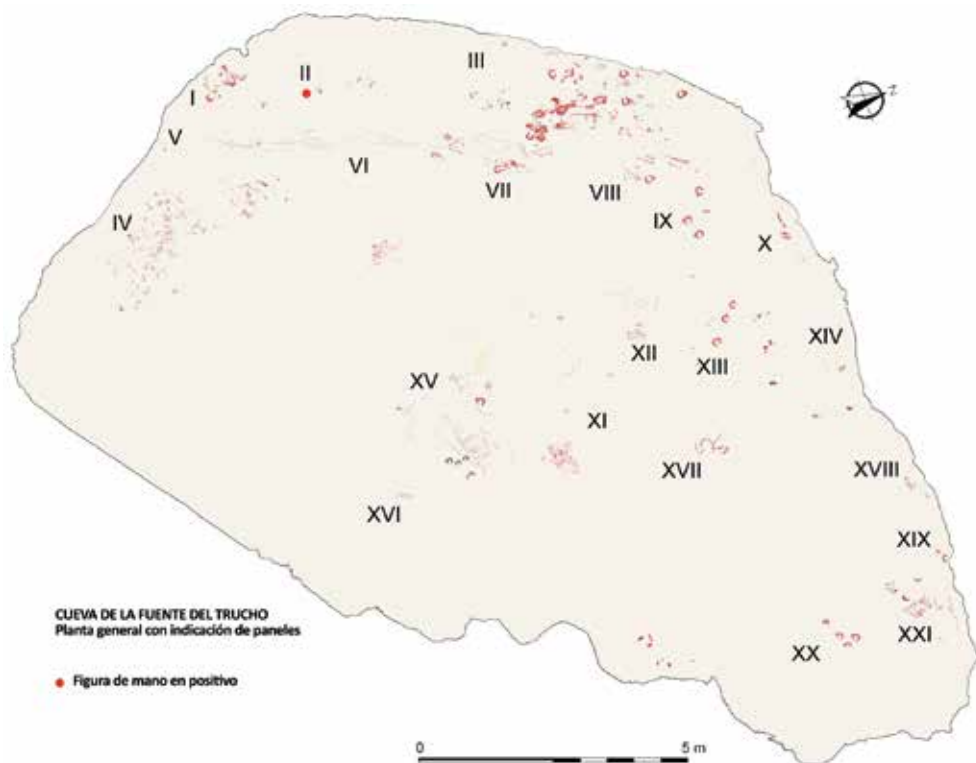 III
II
I
Z
V
VI
VII
VIII
IV
IX
X
XIV
XII
XIII
XV
XI
XVII
XVIII
XVI
XIX
XXI
XX
CUEVA DE LA FUENTE DEL TRUCHO
Planta general con indicación de paneles
Figura de mano en positivo
0 5 m